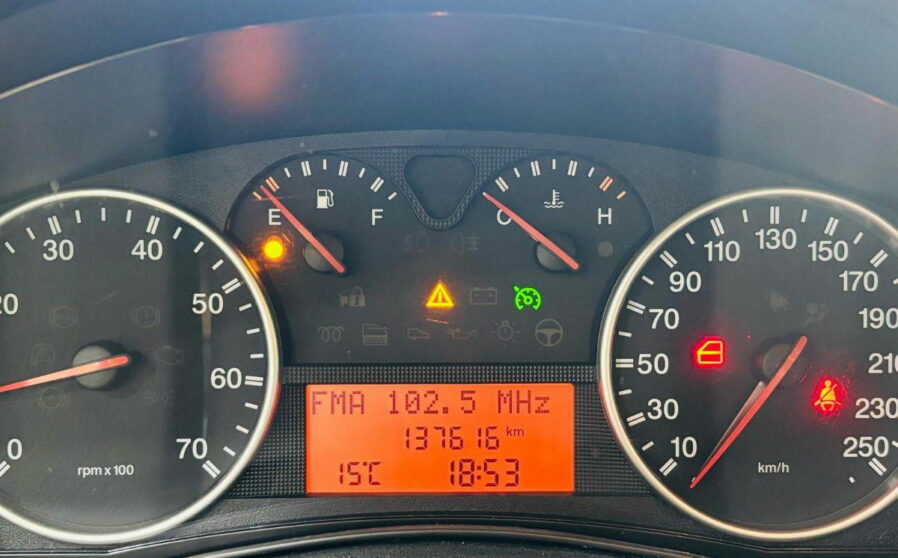 30 40
20 50
60
0 70
rpm x 100
E F
C H
FMA 102.5 MHz
137616 km
15°C 18:53
110 130 150
90 170
70 190
50 210
30 230
10 250
km/h